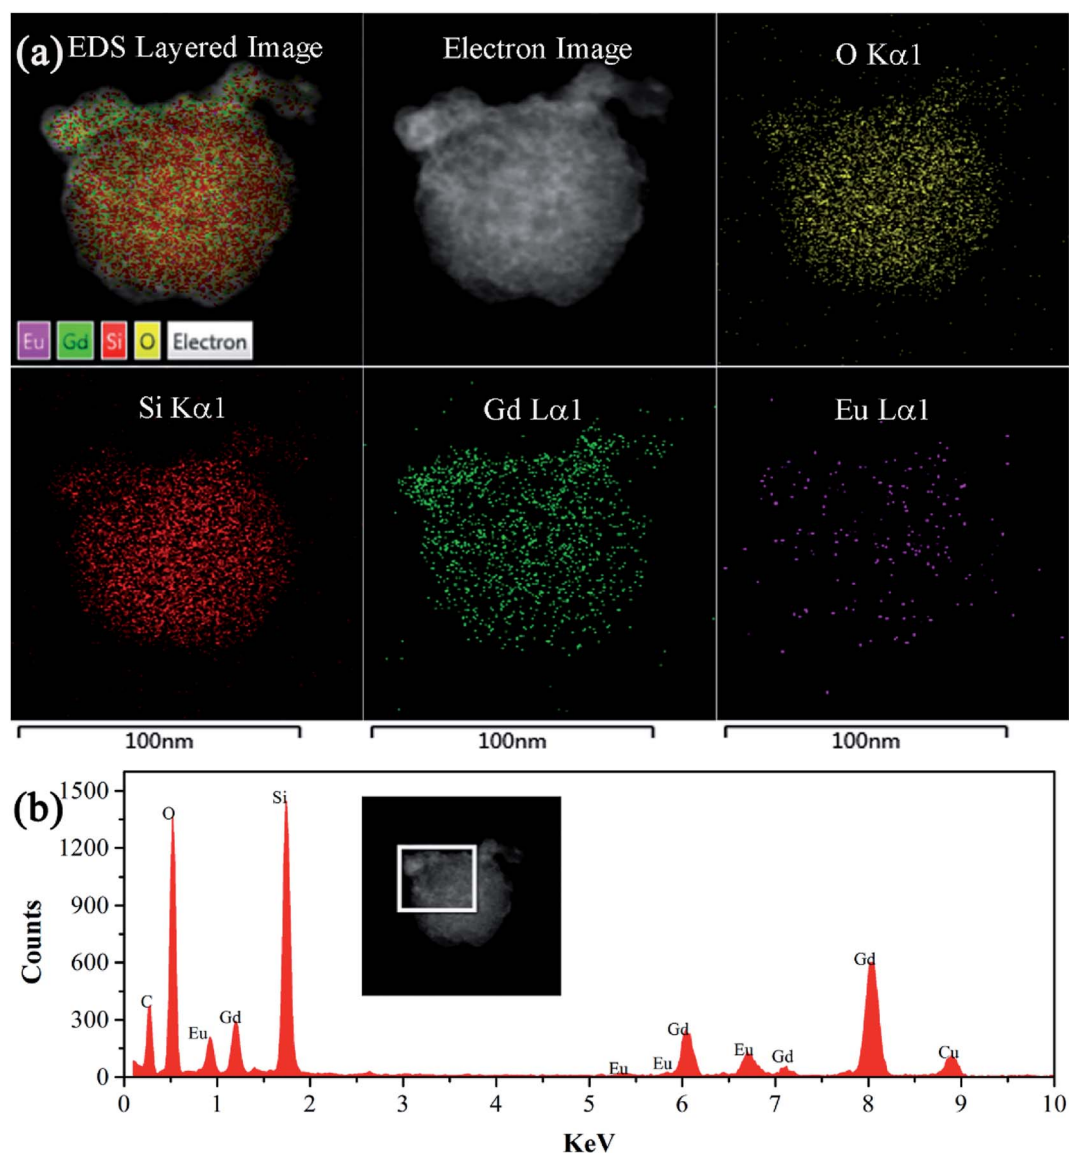 (a) EDS Layered Image
Electron Image
O Kα1
Eu Gd Si O Electron
Si Kα1
Gd Lα1
Eu Lα1
100nm
100nm
100nm
(b)
1500
1200
900
600
300
0
Counts
C
O
Eu
Gd
Si
Eu
Eu
Gd
Eu
Gd
Gd
Cu
0 1 2 3 4 5 6 7 8 9 10
KeV